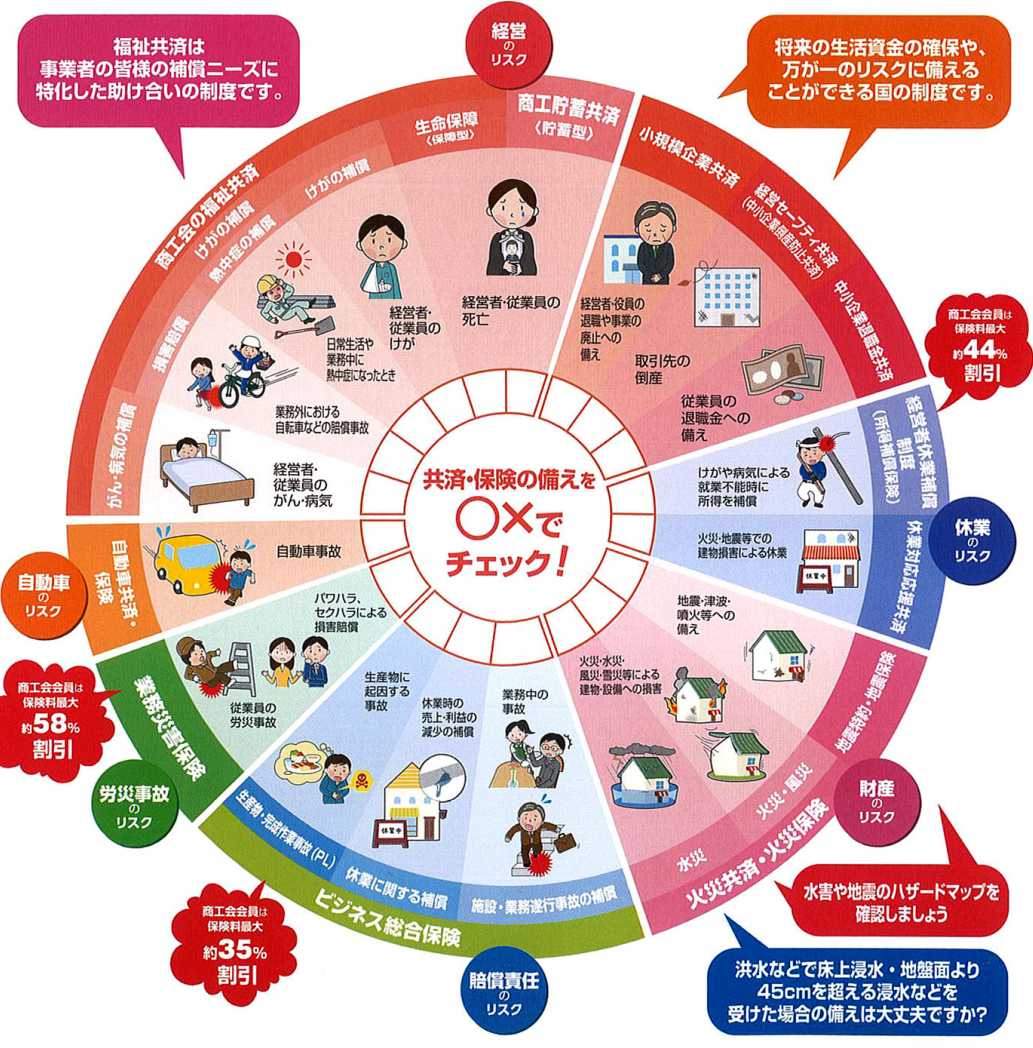 経営
の
リスク
福祉共済は
事業者の皆様の補償ニーズに
特化した助け合いの制度です。
将来の生活資金の確保や、
万が一のリスクに備える
ことができる国の制度です。
商工会の福祉共済
生命保障
〈保障型〉
商工貯蓄共済
〈貯蓄型〉
けがの補償
けがの補償
熱中症の補償
損害賠償
がん・病気の補償
小規模企業共済
経営セーフティ共済
(中小企業倒産防止共済)
中小企業退職金共済
経営者・従業員の
死亡
経営者・
従業員の
けが
日常生活や
業務中に
熱中症になったとき
業務外における
自転車などの賠償事故
経営者・
従業員の
がん・病気
経営者・役員の
退職や事業の
廃止への
備え
取引先の
倒産
従業員の
退職金への
備え
商工会会員は
保険料最大
約44%
割引
経営者休業補償
制度
(所得補償保険)
けがや病気による
就業不能時に
所得を補償
休業
の
リスク
休業対応応援共済
火災・地震等での
建物損害による休業
休業中
共済・保険の備えを
○×で
チェック!
自動車
の
リスク
自動車共済・
保険
自動車事故
パワハラ、
セクハラによる
損害賠償
従業員の
労災事故
業務災害保険
商工会会員は
保険料最大
約58%
割引
労災事故
の
リスク
生産物に
起因する
事故
休業時の
売上・利益の
減少の補償
業務中の
事故
休業中
生産物・完成作業事故(PL)
休業に関する補償
施設・業務遂行事故の補償
ビジネス総合保険
商工会会員は
保険料最大
約35%
割引
賠償責任
の
リスク
地震・津波・
噴火等への
備え
火災・水災・
風災・雪災等による
建物・設備への損害
地震特約・地震保険
火災・風災
水災
火災共済・火災保険
財産
の
リスク
水害や地震のハザードマップを
確認しましょう
洪水などで床上浸水・地盤面より
45cmを超える浸水などを
受けた場合の備えは大丈夫ですか?